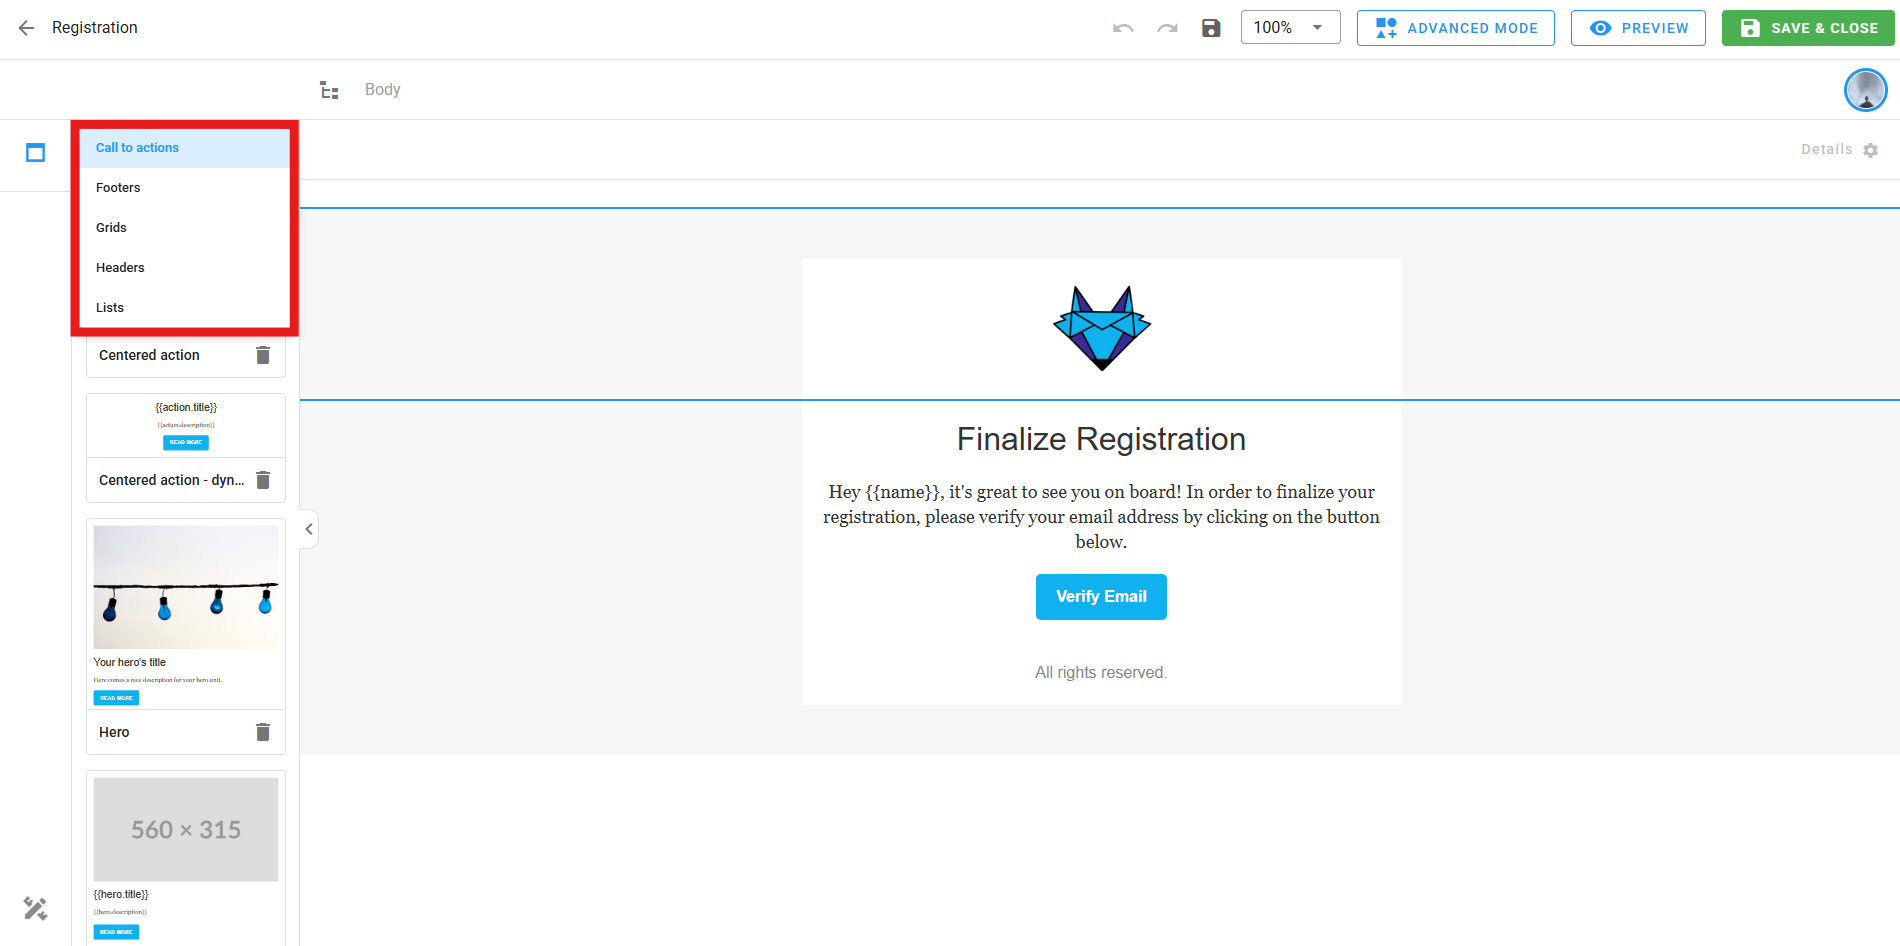 Registration
100%
ADVANCED MODE
PREVIEW
SAVE & CLOSE
Body
Call to actions
Footers
Grids
Headers
Lists
Details
Centered action
{{action.title}}
{{action.description}}
READ MORE
Centered action - dyn...
Your hero's title
Here comes a nice description for your hero unit.
READ MORE
Hero
560 × 315
{{hero.title}}
{{hero.description}}
READ MORE
Finalize Registration
Hey {{name}}, it's great to see you on board! In order to finalize your
registration, please verify your email address by clicking on the button
below.
Verify Email
All rights reserved.